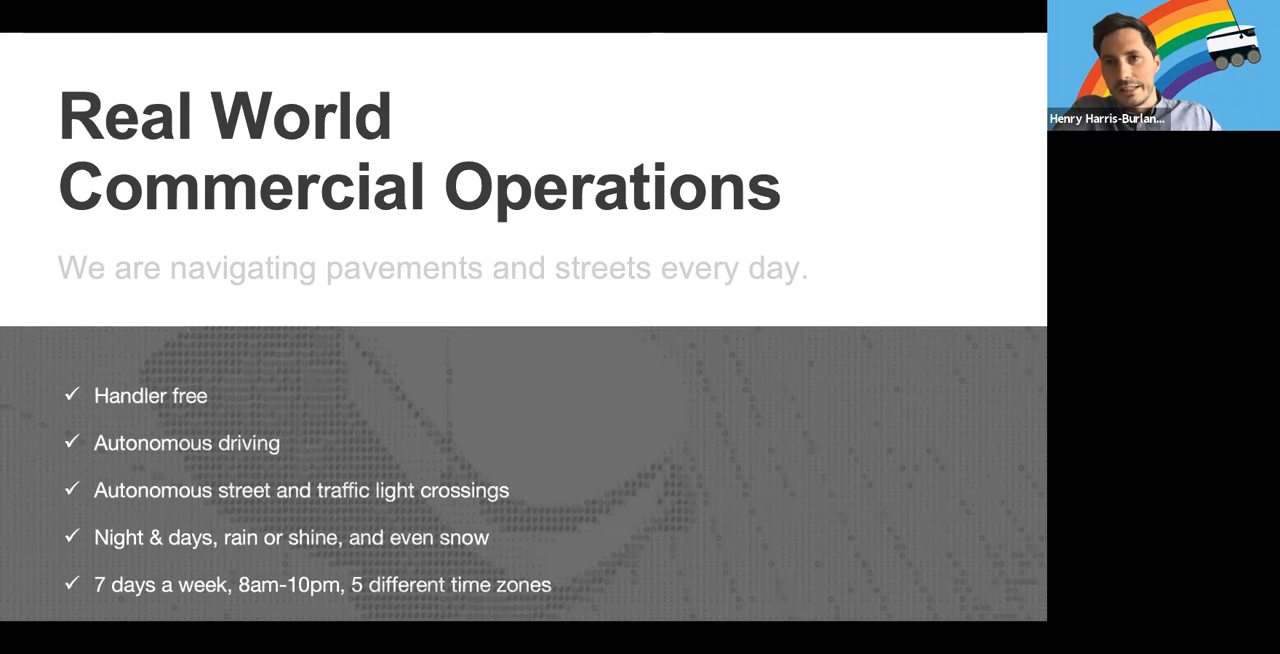 Real World
Commercial Operations
We are navigating pavements and streets every day.
✓ Handler free
✓ Autonomous driving
✓ Autonomous street and traffic light crossings
✓ Night & days, rain or shine, and even snow
✓ 7 days a week, 8am-10pm, 5 different time zones
Henry Harris-Burlan...